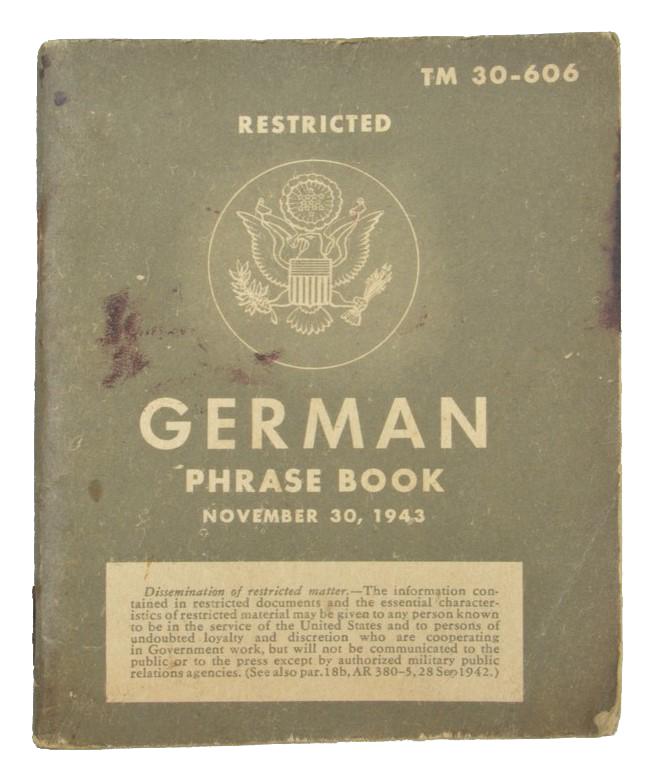 TM 30-606
RESTRICTED
GERMAN
PHRASE BOOK
NOVEMBER 30, 1943
Dissemination of restricted matter.—The information con-
tained in restricted documents and the essential character-
istics of restricted material may be given to any person known
to be in the service of the United States and to persons of
undoubted loyalty and discretion who are cooperating
in Government work, but will not be communicated to the
public or to the press except by authorized military public
relations agencies. (See also par. 18b, AR 380-5, 28 Sep 1942.)